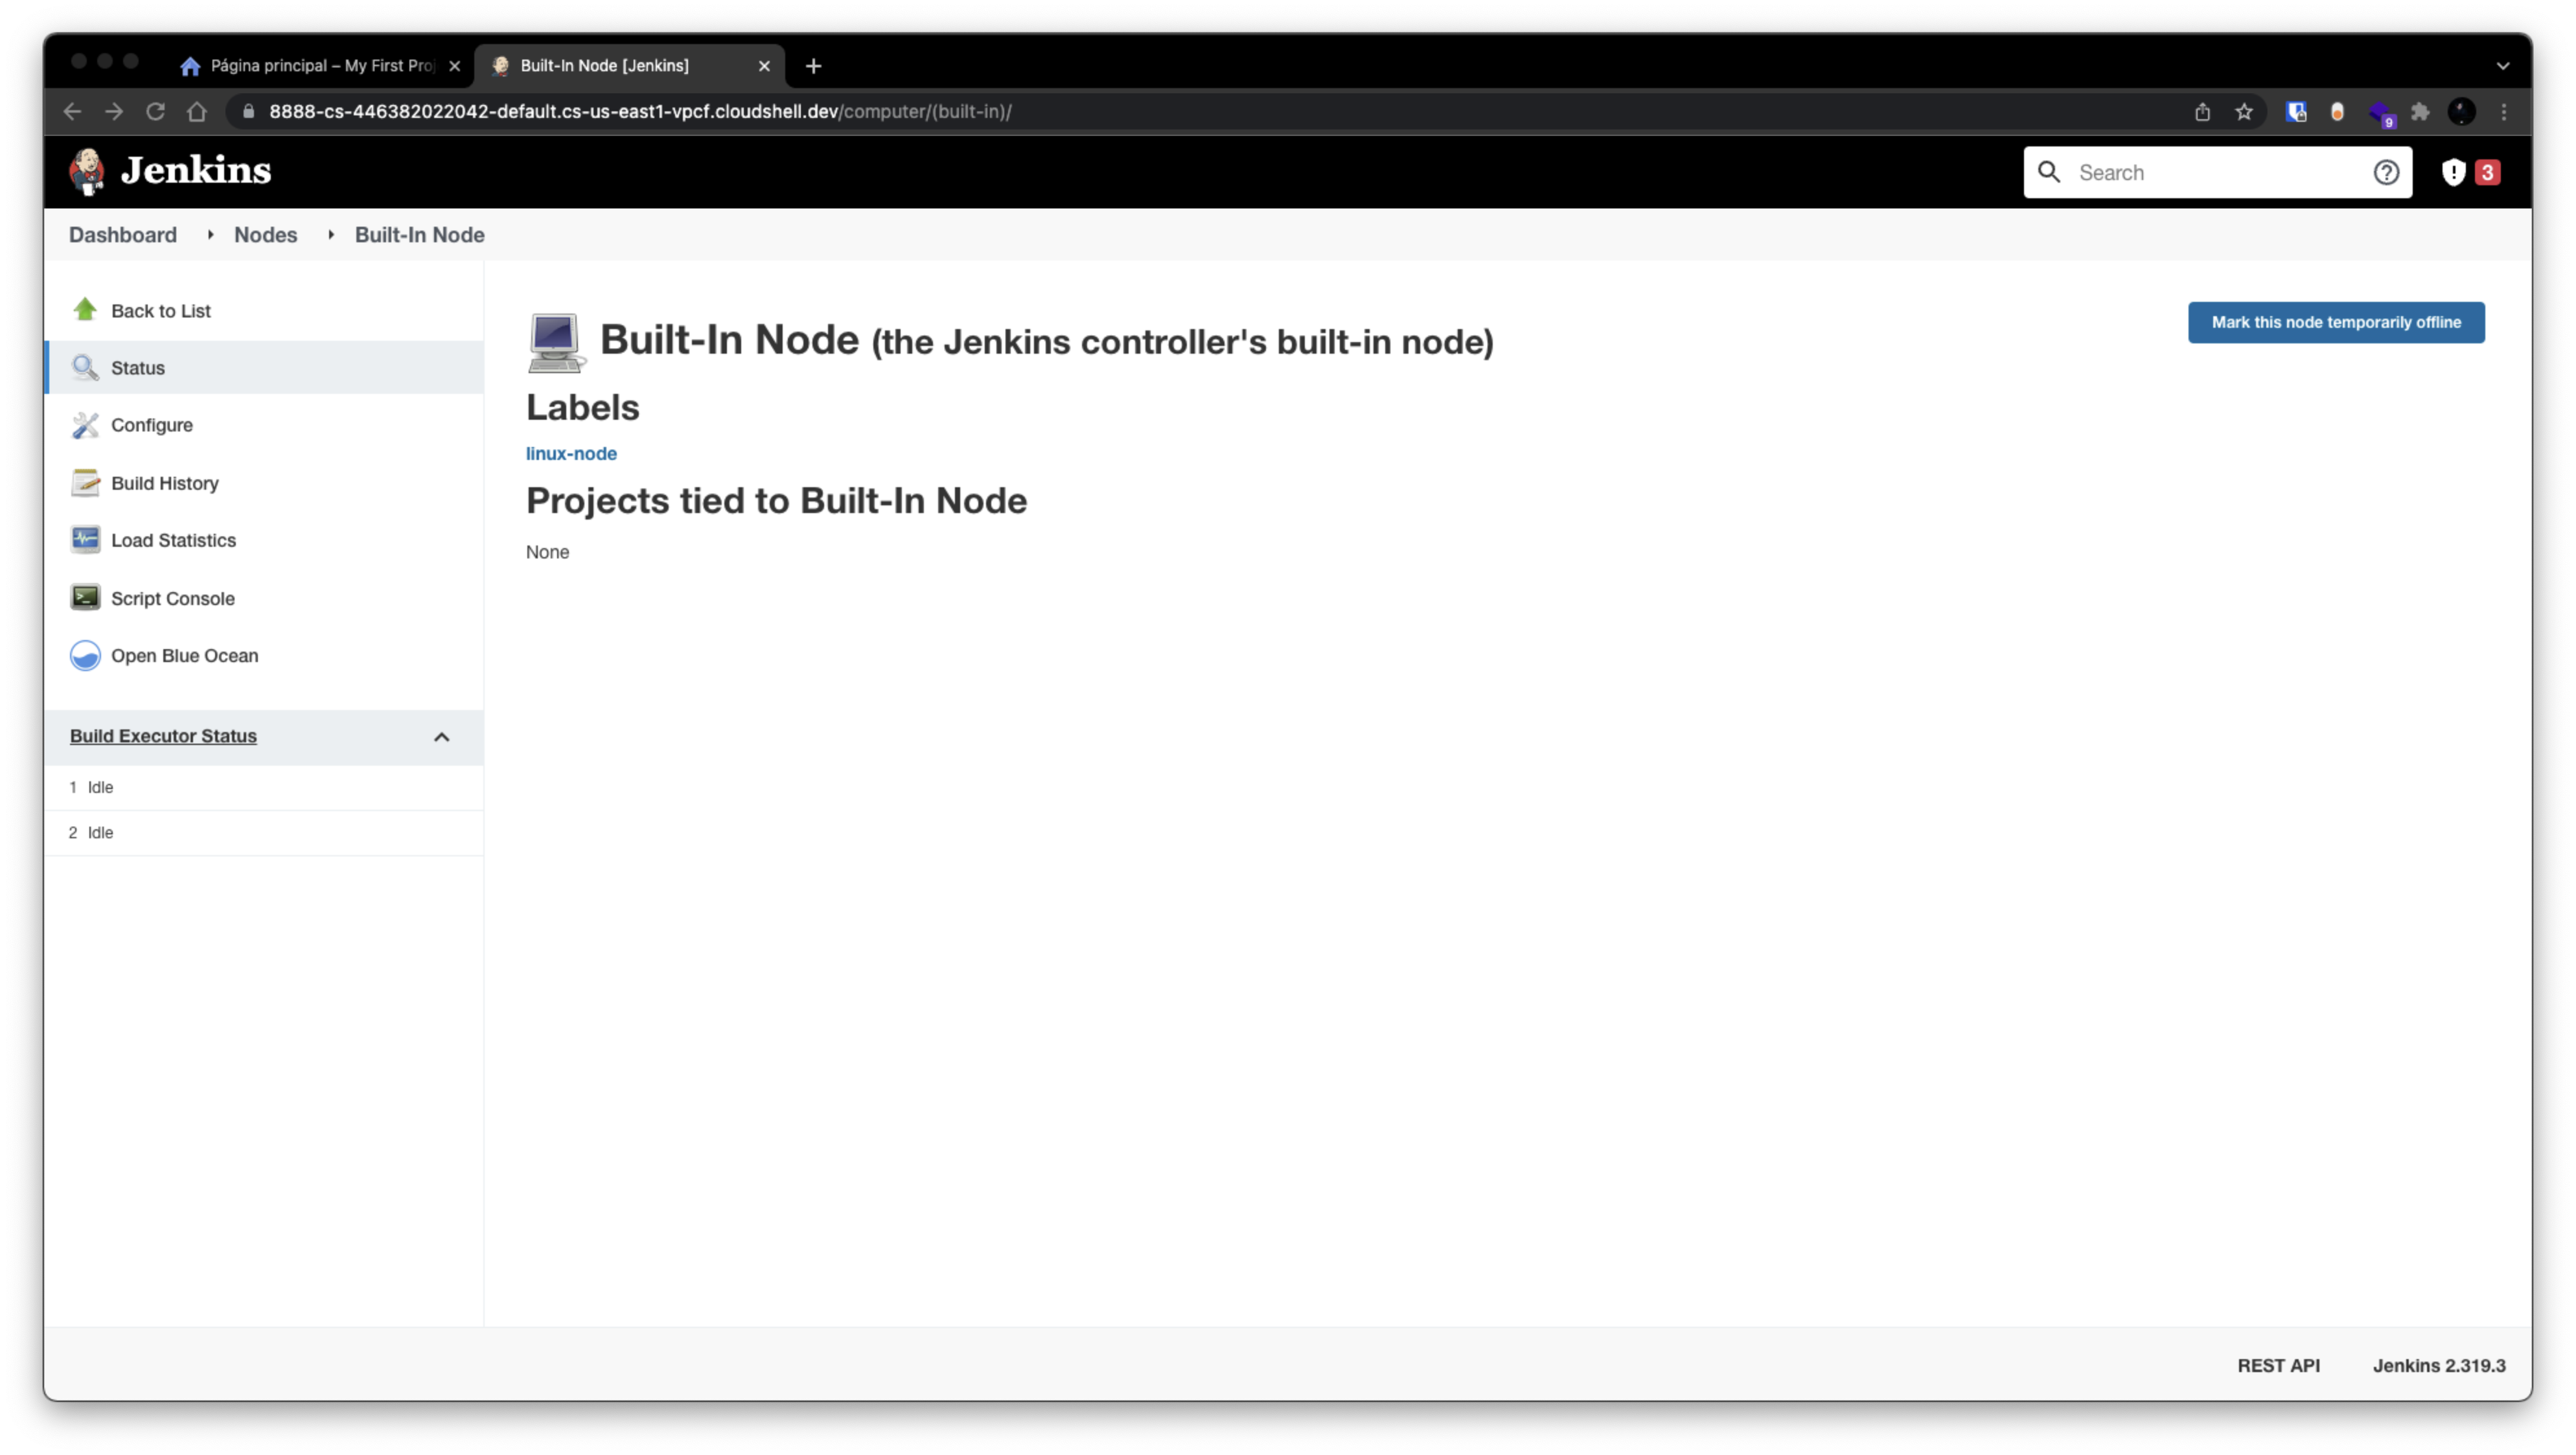 Página principal – My First Proj
Built-In Node [Jenkins]
8888-cs-446382022042-default.cs-us-east1-vpcf.cloudshell.dev/computer/(built-in)/
9
Jenkins
Search
3
Dashboard
Nodes
Built-In Node
Back to List
Status
Configure
Build History
Load Statistics
Script Console
Open Blue Ocean
Build Executor Status
1 Idle
2 Idle
Built-In Node (the Jenkins controller's built-in node)
Mark this node temporarily offline
Labels
linux-node
Projects tied to Built-In Node
None
REST API
Jenkins 2.319.3